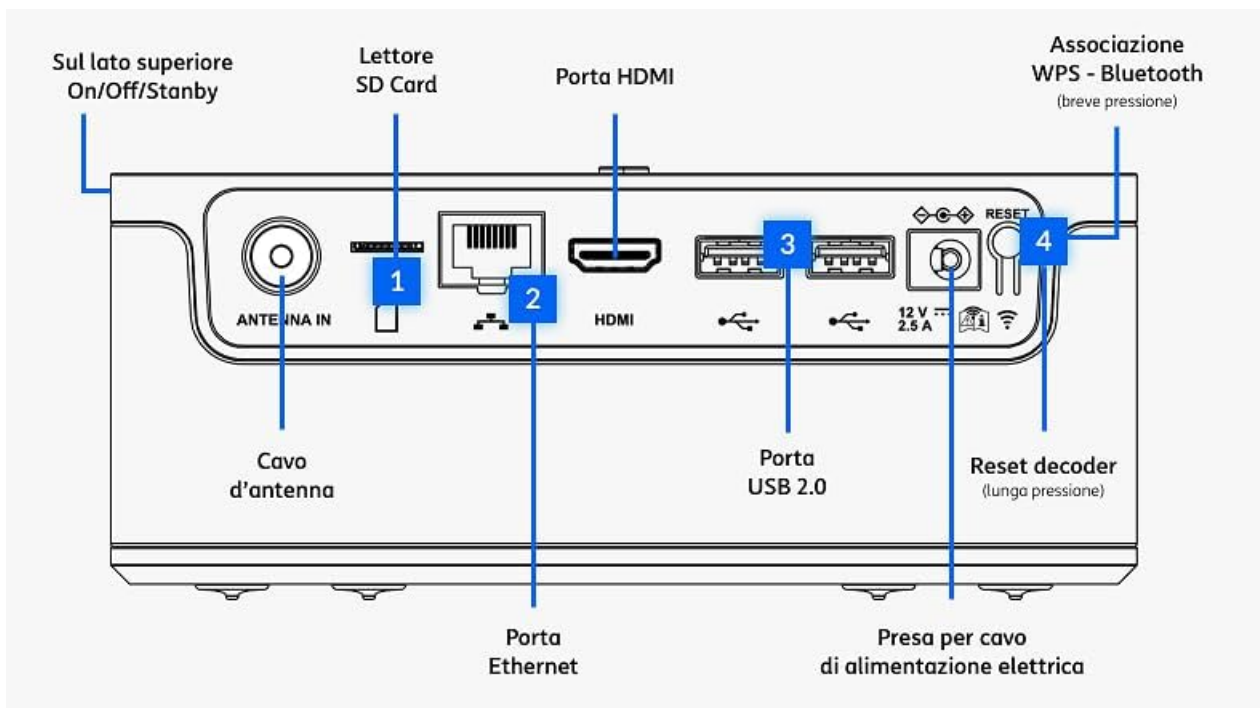 Sul lato superiore
On/Off/Stanby
Lettore
SD Card
Porta HDMI
Associazione
WPS - Bluetooth
(breve pressione)
RESET
1
2
3
4
ANTENNA IN
HDMI
12 V
2.5 A
Cavo
d'antenna
Porta
USB 2.0
Reset decoder
(lunga pressione)
Porta
Ethernet
Presa per cavo
di alimentazione elettrica